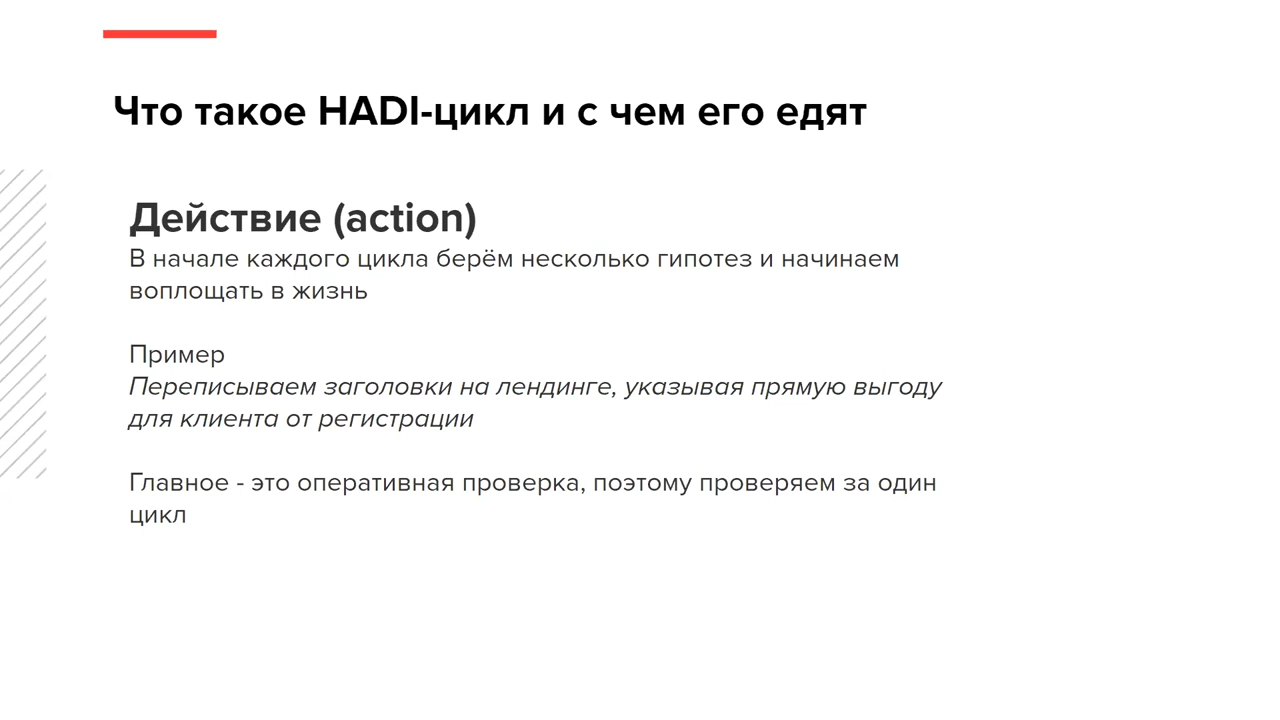 Что такое HADI-цикл и с чем его едят
Действие (action)
В начале каждого цикла берём несколько гипотез и начинаем
воплощать в жизнь
Пример
Переписываем заголовки на лендинге, указывая прямую выгоду
для клиента от регистрации
Главное - это оперативная проверка, поэтому проверяем за один
цикл